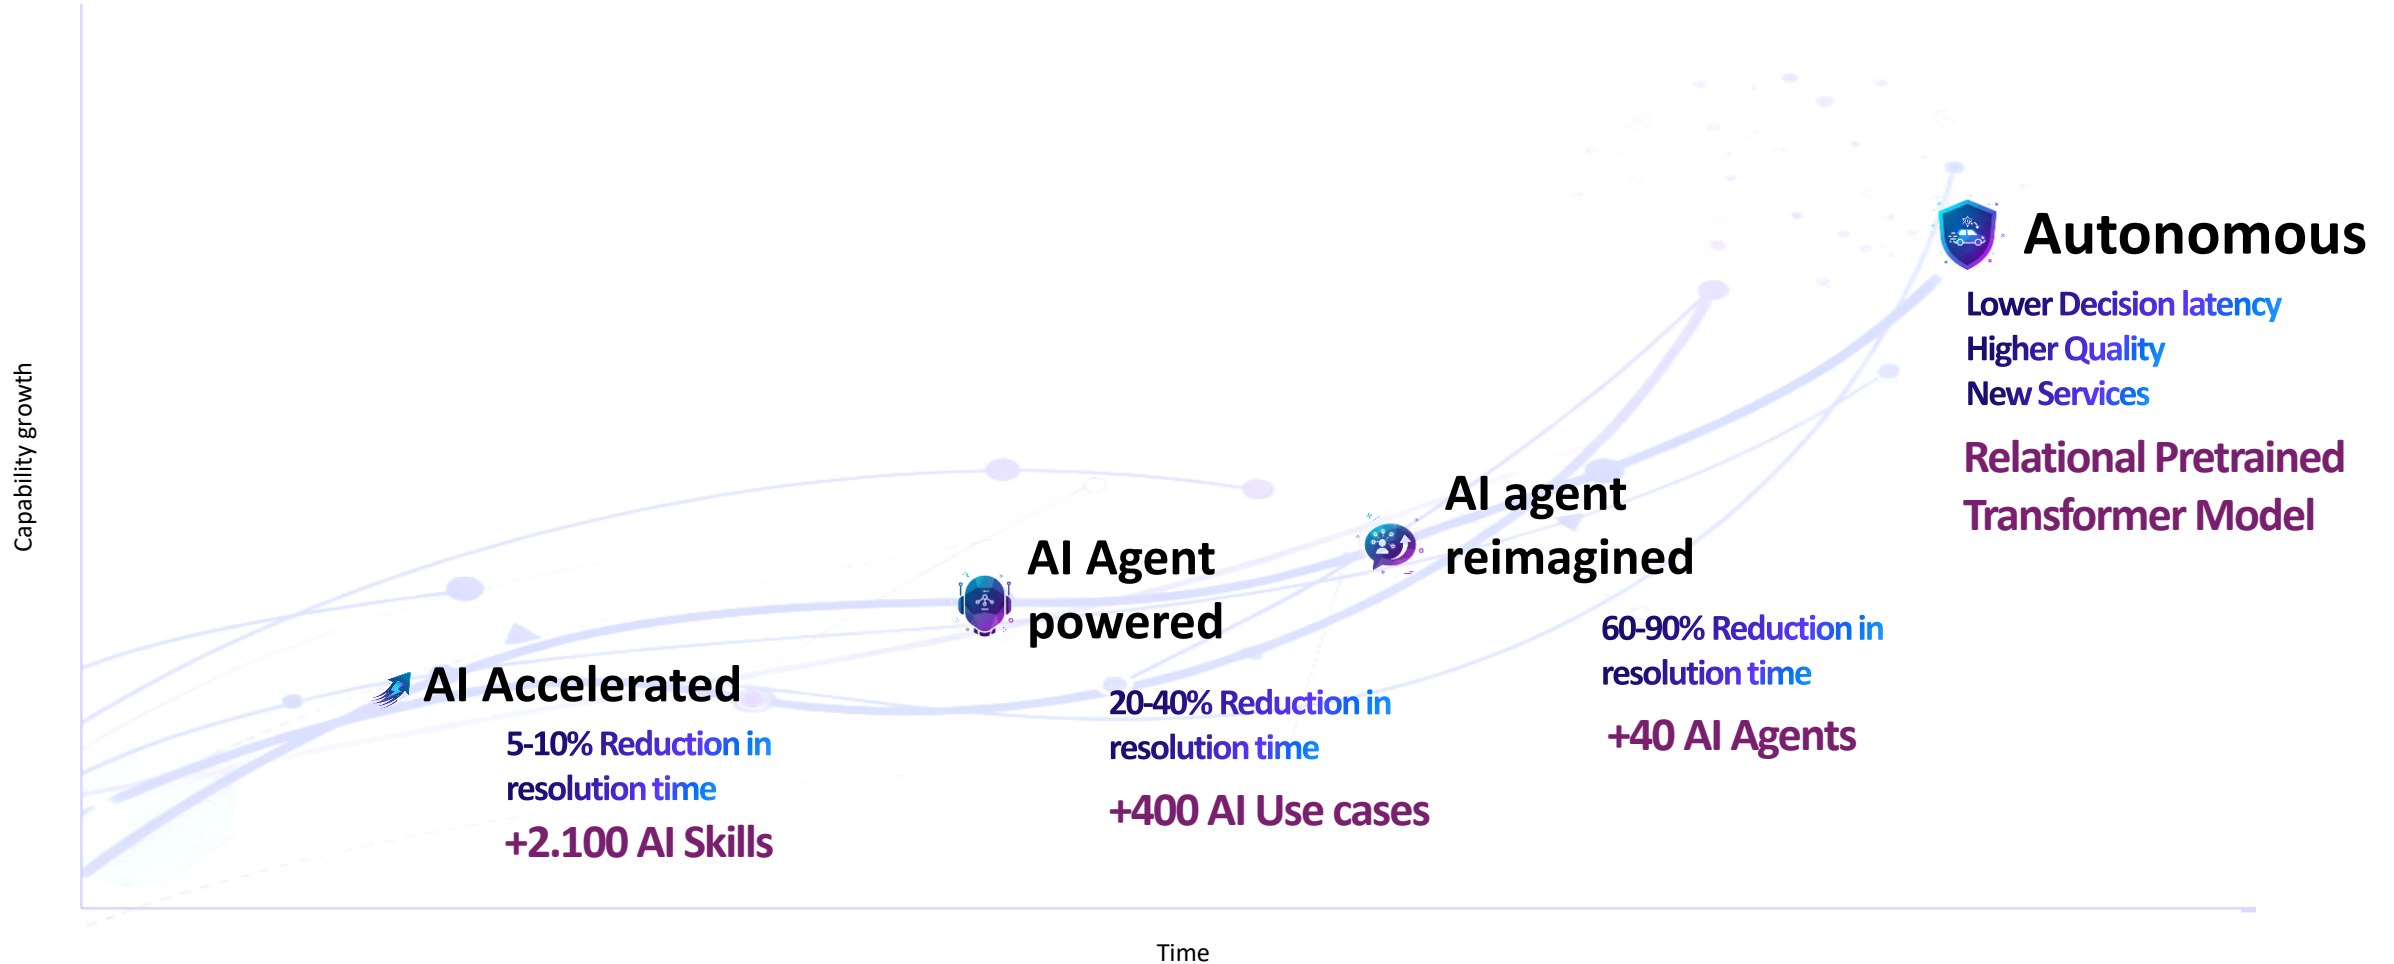 Capability growth
AI Accelerated
5-10% Reduction in
resolution time
+2.100 AI Skills
AI Agent
powered
20-40% Reduction in
resolution time
+400 AI Use cases
AI agent
reimagined
60-90% Reduction in
resolution time
+40 AI Agents
Autonomous
Lower Decision latency
Higher Quality
New Services
Relational Pretrained
Transformer Model
Time